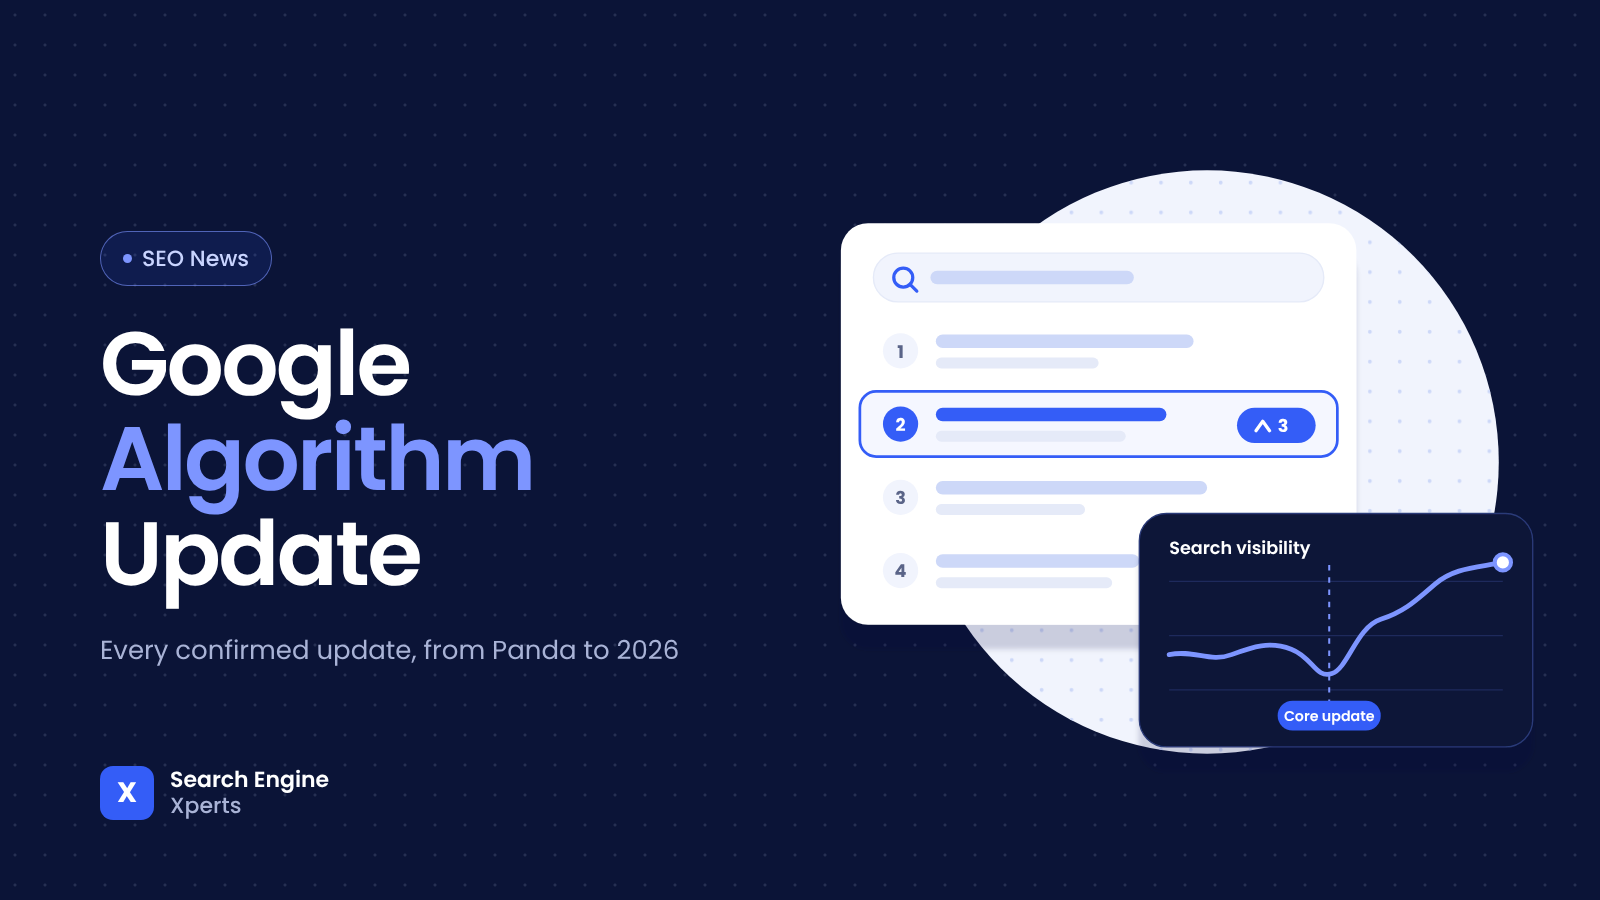 SEO News
Google
Algorithm
Update
Every confirmed update, from Panda to 2026
X
Search Engine
Xperts
1
2
3
3
4
Search visibility
Core update